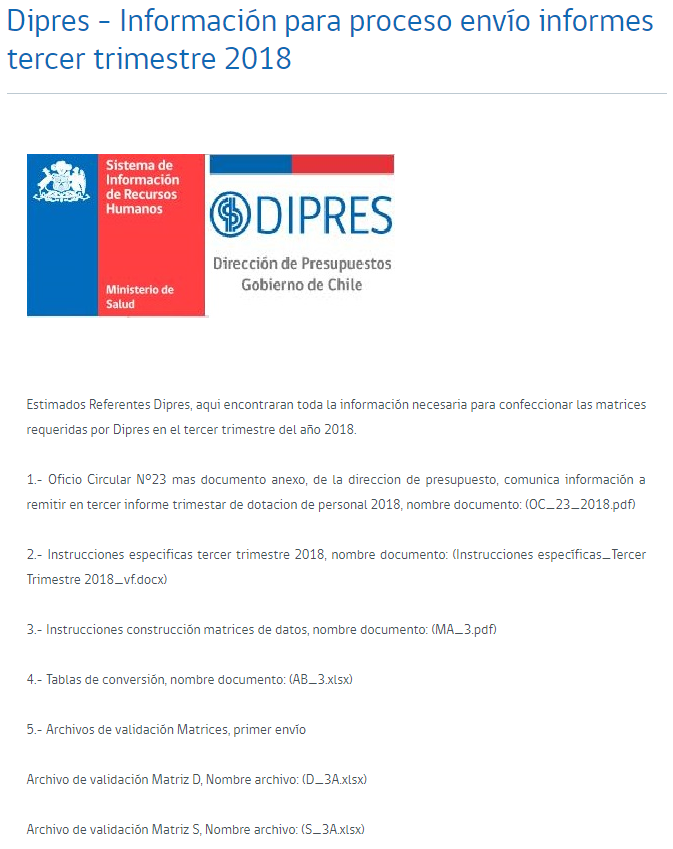 Dipres - Información para proceso envío informes
tercer trimestre 2018
Sistema de
Información
de Recursos
Humanos
Ministerio de
Salud
DIPRES
Dirección de Presupuestos
Gobierno de Chile
Estimados Referentes Dipres, aqui encontraran toda la información necesaria para confeccionar las matrices
requeridas por Dipres en el tercer trimestre del año 2018.
1.- Oficio Circular N°23 mas documento anexo, de la direccion de presupuesto, comunica información a
remitir en tercer informe trimestar de dotacion de personal 2018, nombre documento: (OC_23_2018.pdf)
2.- Instrucciones especificas tercer trimestre 2018, nombre documento: (Instrucciones específicas_Tercer
Trimestre 2018_vf.docx)
3.- Instrucciones construcción matrices de datos, nombre documento: (MA_3.pdf)
4.- Tablas de conversión, nombre documento: (AB_3.xlsx)
5.- Archivos de validación Matrices, primer envío
Archivo de validación Matriz D, Nombre archivo: (D_3A.xlsx)
Archivo de validación Matriz S, Nombre archivo: (S_3A.xlsx)